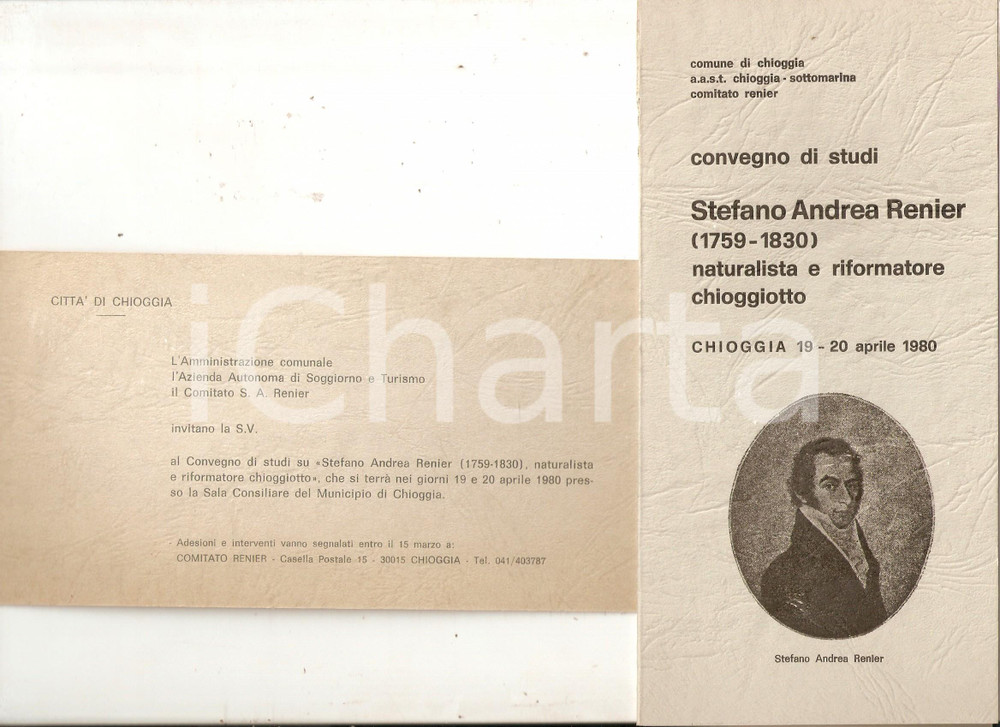 CITTA' DI CHIOGGIA
L'Amministrazione comunale
l'Azienda Autonoma di Soggiorno e Turismo
il Comitato S. A. Renier
invitano la S.V.
al Convegno di studi su «Stefano Andrea Renier (1759-1830), naturalista
e riformatore chioggiotto», che si terrà nei giorni 19 e 20 aprile 1980 pres-
so la Sala Consiliare del Municipio di Chioggia.
Adesioni e interventi vanno segnalati entro il 15 marzo a:
COMITATO RENIER - Casella Postale 15 - 30015 CHIOGGIA - Tel. 041/403787
comune di chioggia
a.a.s.t. chioggia - sottomarina
comitato renier
convegno di studi
Stefano Andrea Renier
(1759-1830)
naturalista e riformatore
chioggiotto
CHIOGGIA 19 - 20 aprile 1980
Stefano Andrea Renier
iCharta